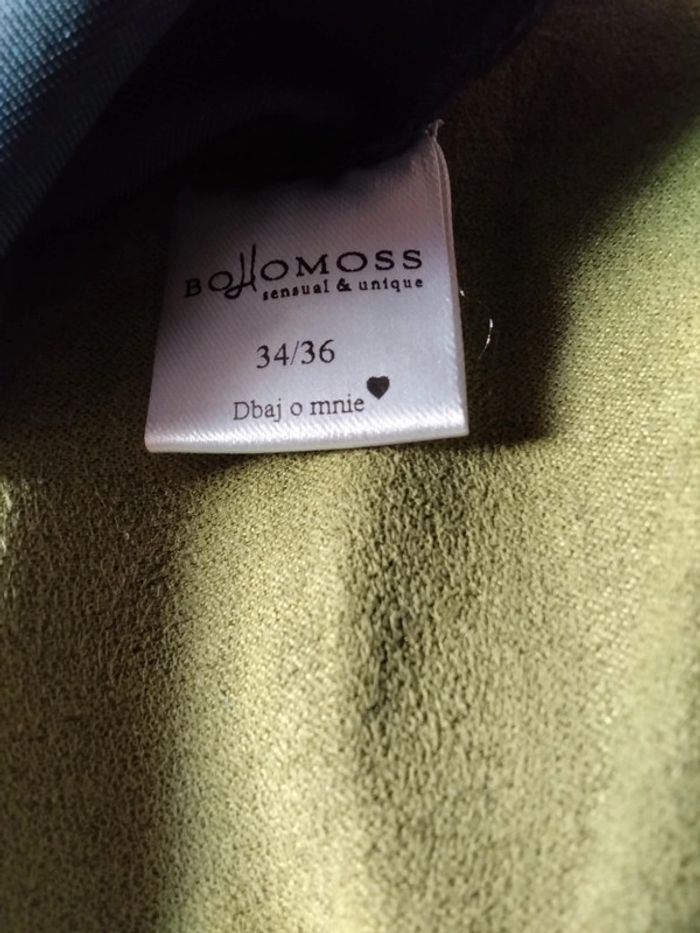 BOHOMOSS
sensual & unique
34/36
Dbaj o mnie